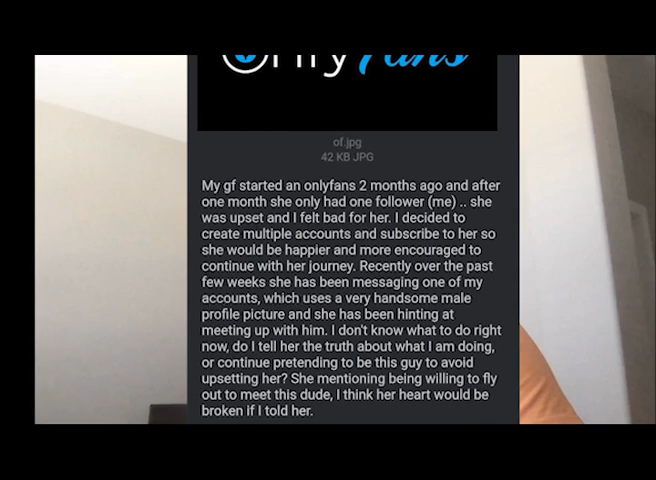 OnlyFans
of.jpg
42 KB JPG
My gf started an onlyfans 2 months ago and after
one month she only had one follower (me) .. she
was upset and I felt bad for her. I decided to
create multiple accounts and subscribe to her so
she would be happier and more encouraged to
continue with her journey. Recently over the past
few weeks she has been messaging one of my
accounts, which uses a very handsome male
profile picture and she has been hinting at
meeting up with him. I don't know what to do right
now, do I tell her the truth about what I am doing,
or continue pretending to be this guy to avoid
upsetting her? She mentioning being willing to fly
out to meet this dude, I think her heart would be
broken if I told her.